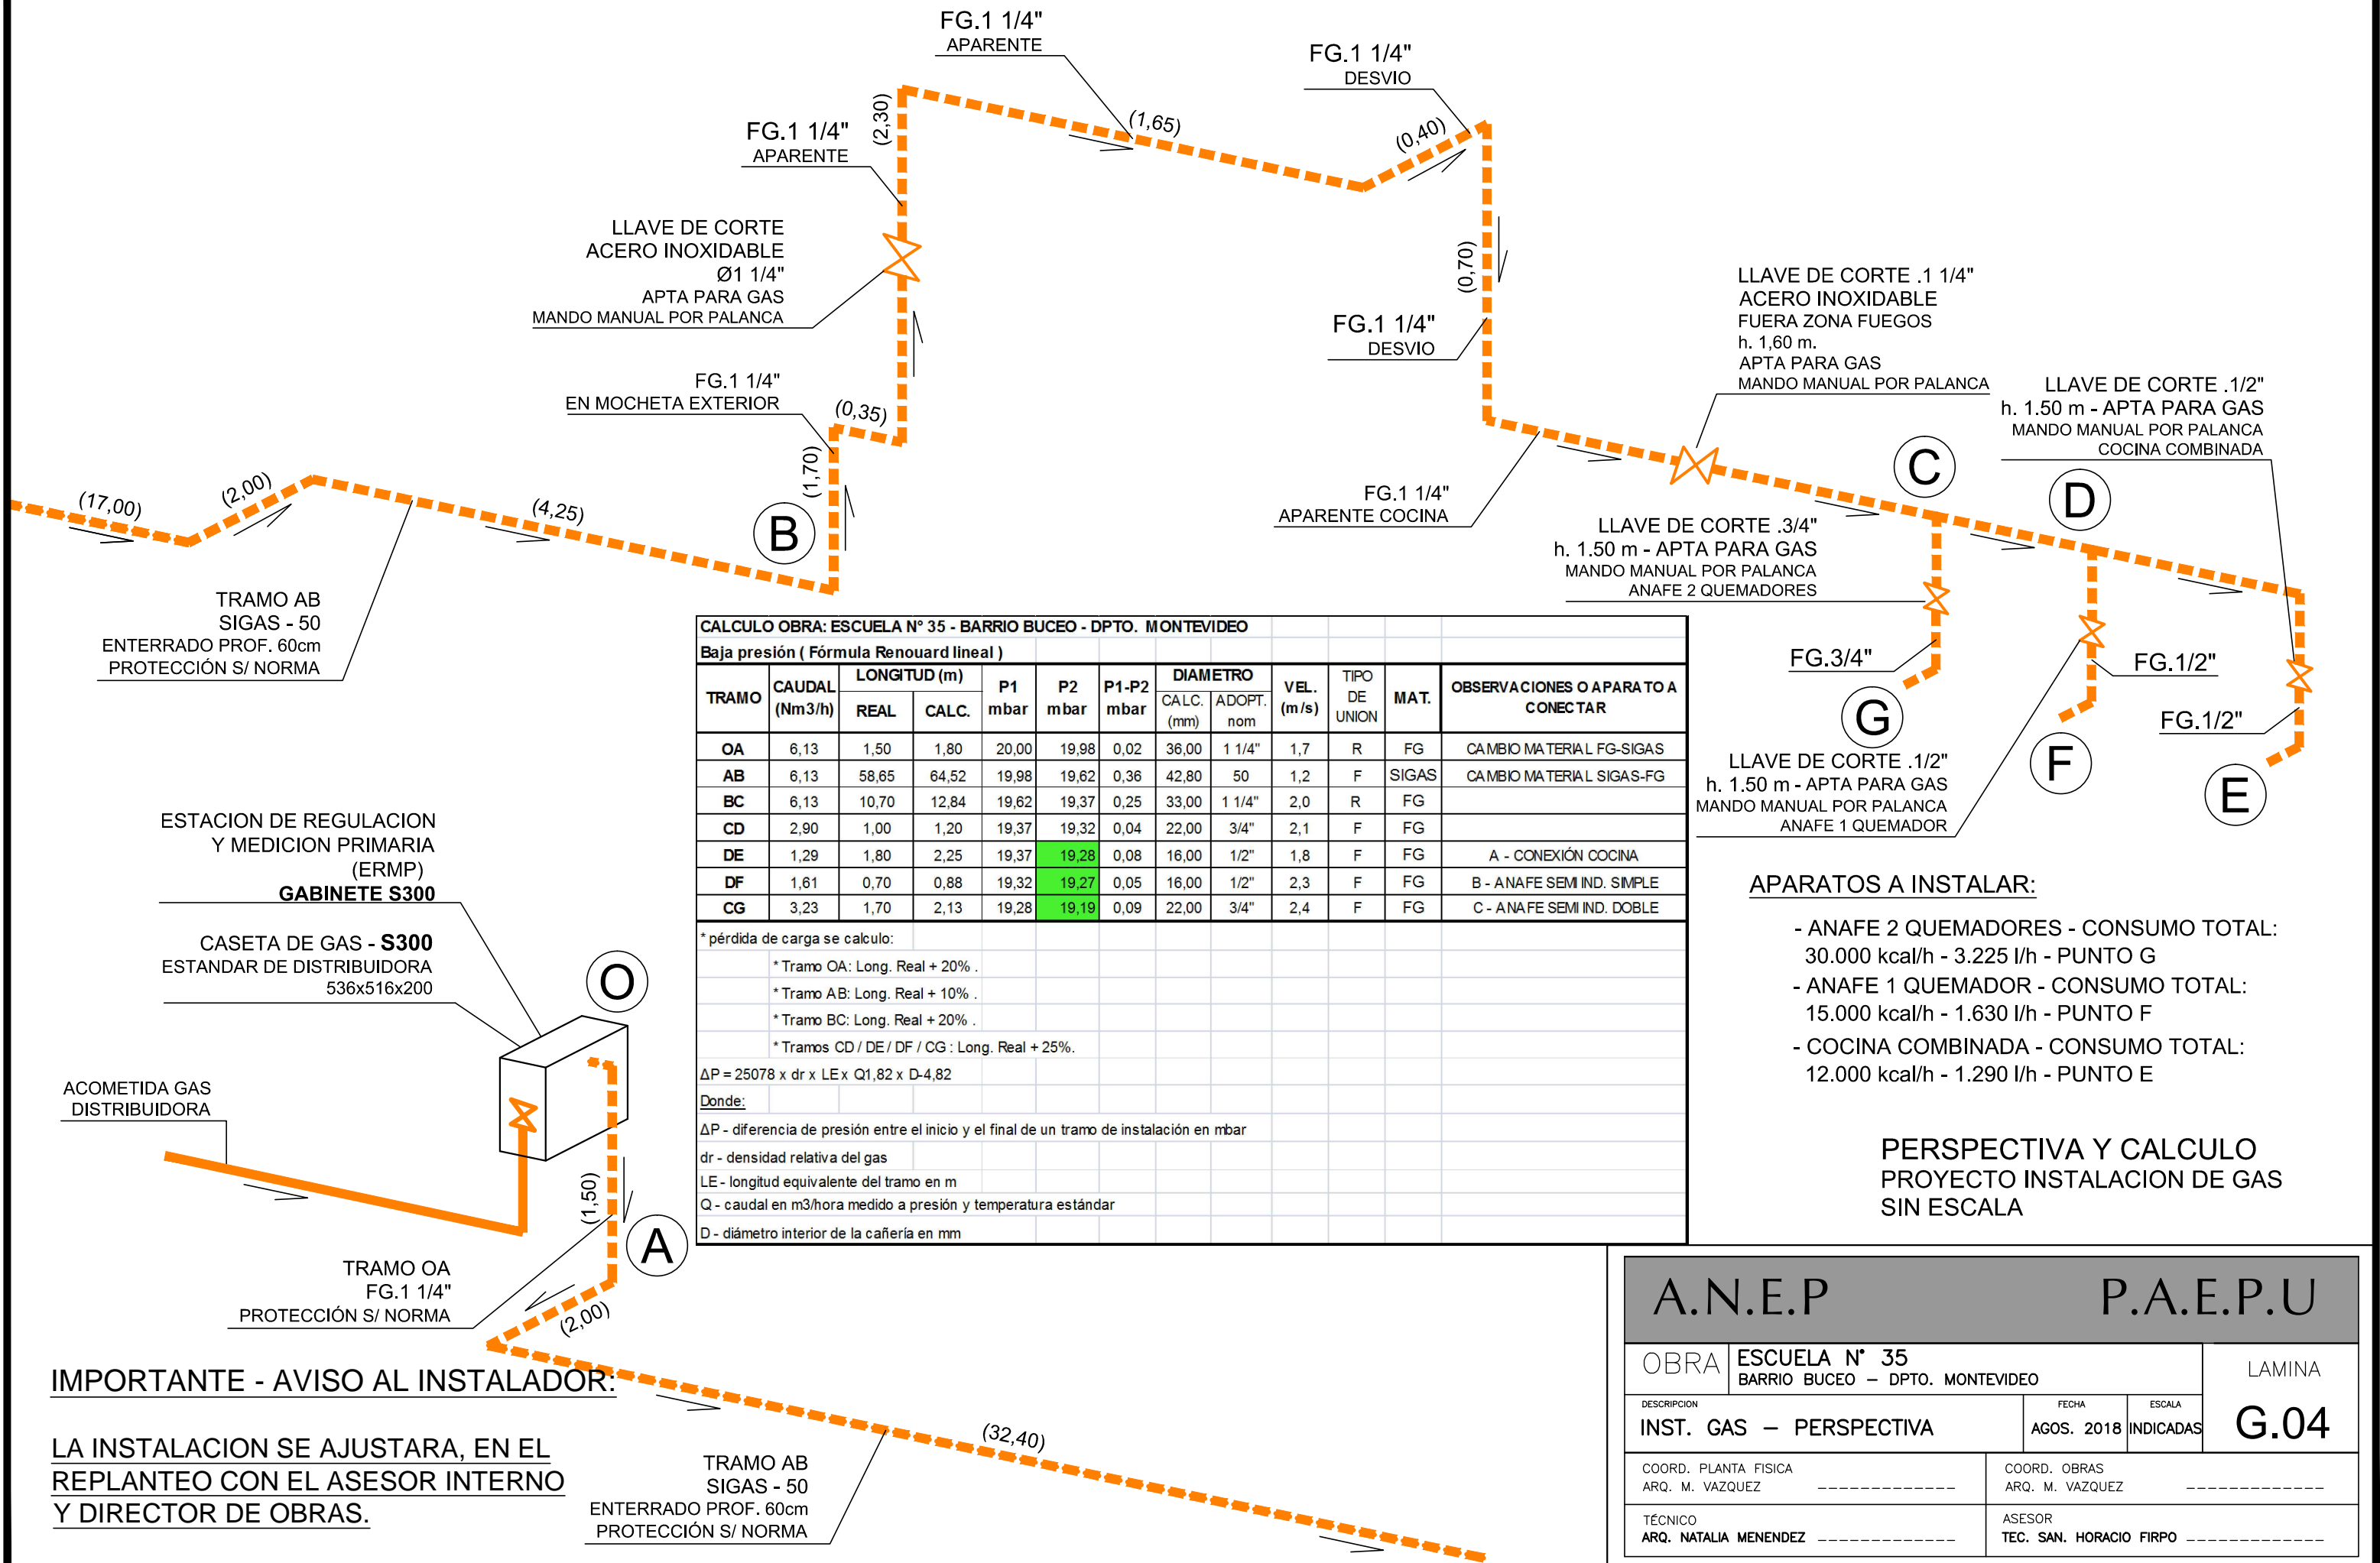 FG.1 1/4"
APARENTE
FG.1 1/4"
DESVIO
(2,30)
(1,65)
(0,40)
FG.1 1/4"
APARENTE
LLAVE DE CORTE
ACERO INOXIDABLE
Ø1 1/4"
APTA PARA GAS
MANDO MANUAL POR PALANCA
(0,70)
FG.1 1/4"
DESVIO
LLAVE DE CORTE .1 1/4"
ACERO INOXIDABLE
FUERA ZONA FUEGOS
h. 1,60 m.
APTA PARA GAS
MANDO MANUAL POR PALANCA
LLAVE DE CORTE .1/2"
h. 1.50 m - APTA PARA GAS
MANDO MANUAL POR PALANCA
COCINA COMBINADA
FG.1 1/4"
EN MOCHETA EXTERIOR
(0,35)
(1,70)
(17,00)
(2,00)
(4,25)
B
C
D
FG.1 1/4"
APARENTE COCINA
LLAVE DE CORTE .3/4"
h. 1.50 m - APTA PARA GAS
MANDO MANUAL POR PALANCA
ANAFE 2 QUEMADORES
TRAMO AB
SIGAS - 50
ENTERRADO PROF. 60cm
PROTECCIÓN S/ NORMA
FG.3/4"
FG.1/2"
FG.1/2"
G
F
E
LLAVE DE CORTE .1/2"
h. 1.50 m - APTA PARA GAS
MANDO MANUAL POR PALANCA
ANAFE 1 QUEMADOR
CALCULO OBRA: ESCUELA N° 35 - BARRIO BUCEO - DPTO. MONTEVIDEO
Baja presión ( Fórmula Renouard lineal )
TRAMO CAUDAL (Nm3/h) LONGITUD (m) REAL CALC. P1 mbar P2 mbar P1-P2 mbar DIAMETRO CALC. (mm) ADOPT. nom VEL. (m/s) TIPO DE UNION MAT. OBSERVACIONES O APARATO A CONECTAR
OA 6,13 1,50 1,80 20,00 19,98 0,02 36,00 1 1/4" 1,7 R FG CAMBIO MATERIAL FG-SIGAS
AB 6,13 58,65 64,52 19,98 19,62 0,36 42,80 50 1,2 F SIGAS CAMBIO MATERIAL SIGAS-FG
BC 6,13 10,70 12,84 19,62 19,37 0,25 33,00 1 1/4" 2,0 R FG
CD 2,90 1,00 1,20 19,37 19,32 0,04 22,00 3/4" 2,1 F FG
DE 1,29 1,80 2,25 19,37 19,28 0,08 16,00 1/2" 1,8 F FG A - CONEXIÓN COCINA
DF 1,61 0,70 0,88 19,32 19,27 0,05 16,00 1/2" 2,3 F FG B - ANAFE SEMI IND. SIMPLE
CG 3,23 1,70 2,13 19,28 19,19 0,09 22,00 3/4" 2,4 F FG C - ANAFE SEMI IND. DOBLE
* pérdida de carga se calculo:
* Tramo OA: Long. Real + 20% .
* Tramo AB: Long. Real + 10% .
* Tramo BC: Long. Real + 20% .
* Tramos CD / DE / DF / CG : Long. Real + 25%.
ΔP = 25078 x dr x LE x Q1,82 x D-4,82
Donde:
ΔP - diferencia de presión entre el inicio y el final de un tramo de instalación en mbar
dr - densidad relativa del gas
LE - longitud equivalente del tramo en m
Q - caudal en m3/hora medido a presión y temperatura estándar
D - diámetro interior de la cañería en mm
ESTACION DE REGULACION
Y MEDICION PRIMARIA
(ERMP)
GABINETE S300
CASETA DE GAS - S300
ESTANDAR DE DISTRIBUIDORA
536x516x200
O
ACOMETIDA GAS
DISTRIBUIDORA
(1,50)
A
TRAMO OA
FG.1 1/4"
PROTECCIÓN S/ NORMA
(2,00)
APARATOS A INSTALAR:
- ANAFE 2 QUEMADORES - CONSUMO TOTAL:
30.000 kcal/h - 3.225 l/h - PUNTO G
- ANAFE 1 QUEMADOR - CONSUMO TOTAL:
15.000 kcal/h - 1.630 l/h - PUNTO F
- COCINA COMBINADA - CONSUMO TOTAL:
12.000 kcal/h - 1.290 l/h - PUNTO E
PERSPECTIVA Y CALCULO
PROYECTO INSTALACION DE GAS
SIN ESCALA
IMPORTANTE - AVISO AL INSTALADOR:
LA INSTALACION SE AJUSTARA, EN EL
REPLANTEO CON EL ASESOR INTERNO
Y DIRECTOR DE OBRAS.
(32,40)
TRAMO AB
SIGAS - 50
ENTERRADO PROF. 60cm
PROTECCIÓN S/ NORMA
A.N.E.P P.A.E.P.U
OBRA ESCUELA N° 35
BARRIO BUCEO – DPTO. MONTEVIDEO
LAMINA
G.04
DESCRIPCION
INST. GAS – PERSPECTIVA
FECHA
AGOS. 2018
ESCALA
INDICADAS
COORD. PLANTA FISICA
ARQ. M. VAZQUEZ
COORD. OBRAS
ARQ. M. VAZQUEZ
TÉCNICO
ARQ. NATALIA MENENDEZ
ASESOR
TEC. SAN. HORACIO FIRPO